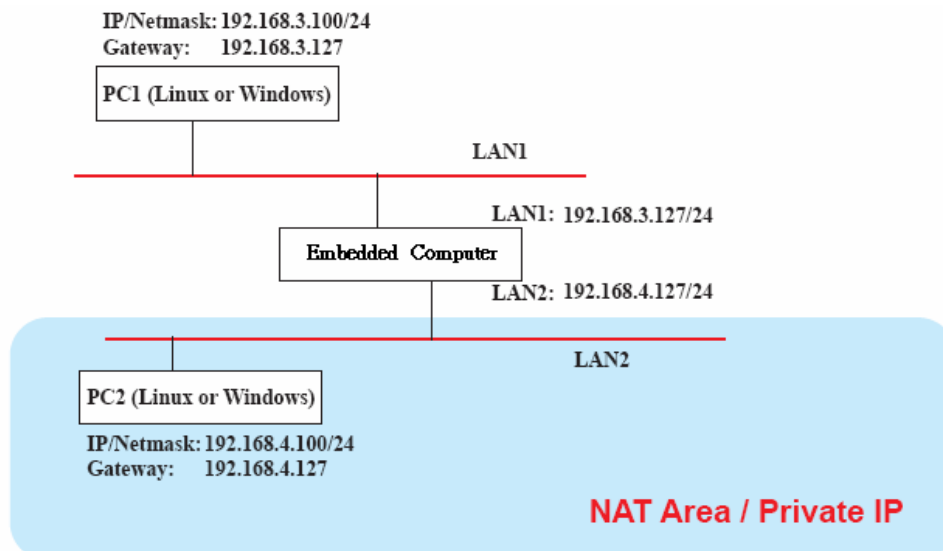 IP/Netmask: 192.168.3.100/24
Gateway: 192.168.3.127
PC1 (Linux or Windows)
LAN1
LAN1: 192.168.3.127/24
Embedded Computer
LAN2: 192.168.4.127/24
LAN2
PC2 (Linux or Windows)
IP/Netmask: 192.168.4.100/24
Gateway: 192.168.4.127
NAT Area / Private IP